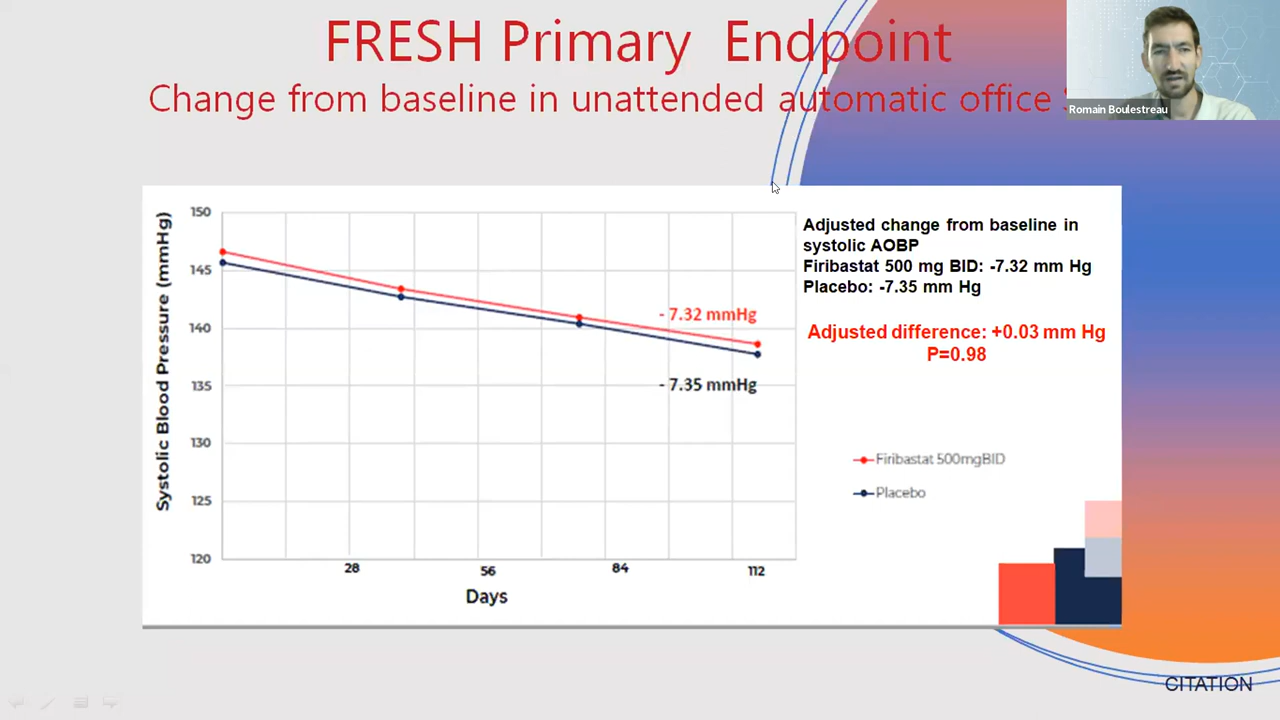 FRESH Primary Endpoint
Change from baseline in unattended automatic office
Romain Boulestreau
Systolic Blood Pressure (mmHg)
150
145
140
135
130
125
120
28
56
84
112
Days
- 7.32 mmHg
- 7.35 mmHg
Adjusted change from baseline in
systolic AOBP
Firibastat 500 mg BID: -7.32 mm Hg
Placebo: -7.35 mm Hg
Adjusted difference: +0.03 mm Hg
P=0.98
Firibastat 500mgBID
Placebo
CITATION